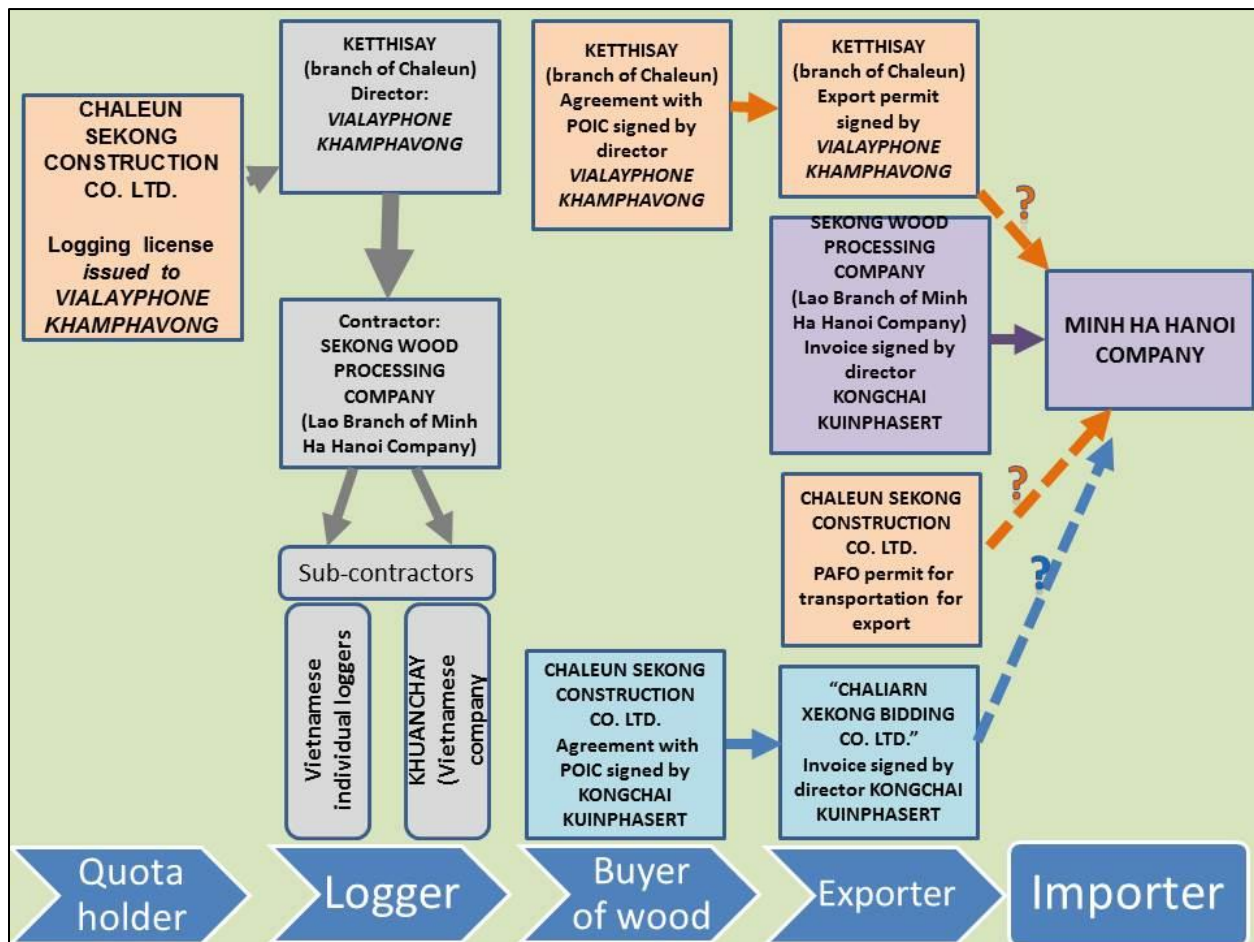 CHALEUN
SEKONG
CONSTRUCTION
CO. LTD.
Logging license
issued to
VIALAYPHONE
KHAMPHAVONG
KETTHISAY
(branch of Chaleun)
Director:
VIALAYPHONE
KHAMPHAVONG
Contractor:
SEKONG WOOD
PROCESSING
COMPANY
(Lao Branch of Minh
Ha Hanoi Company)
Sub-contractors
Vietnamese
individual loggers
KHUANCHAY
(Vietnamese
company
KETTHISAY
(branch of Chaleun)
Agreement with
POIC signed by
director
VIALAYPHONE
KHAMPHAVONG
CHALEUN SEKONG
CONSTRUCTION
CO. LTD.
Agreement with
POIC signed by
KONGCHAI
KUINPHASERT
KETTHISAY
(branch of Chaleun)
Export permit
signed by
VIALAYPHONE
KHAMPHAVONG
?
SEKONG WOOD
PROCESSING
COMPANY
(Lao Branch of Minh
Ha Hanoi Company)
Invoice signed by
director
KONGCHAI
KUINPHASERT
CHALEUN SEKONG
CONSTRUCTION
CO. LTD.
PAFO permit for
transportation for
export
?
“CHALIARN
XEKONG BIDDING
CO. LTD.”
Invoice signed by
director KONGCHAI
KUINPHASERT
?
MINH HA HANOI
COMPANY
Quota
holder
Logger
Buyer
of wood
Exporter
Importer